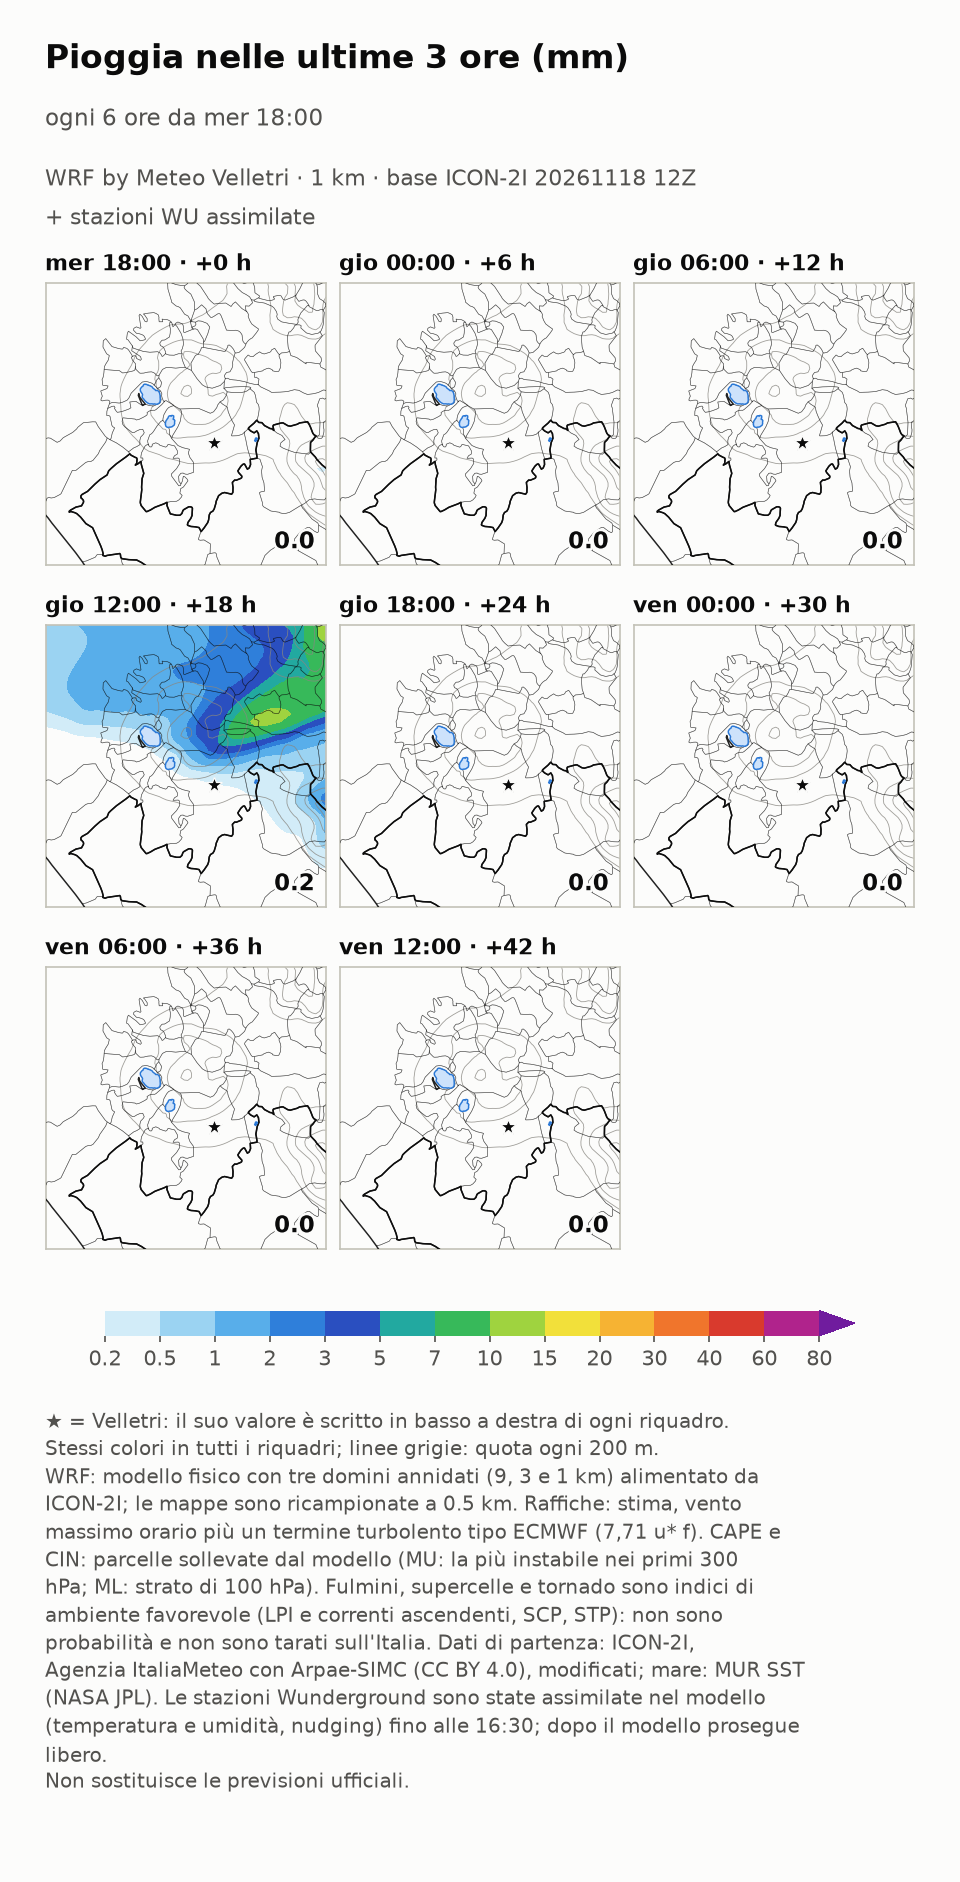 Pioggia nelle ultime 3 ore (mm)
ogni 6 ore da mer 18:00
WRF by Meteo Velletri · 1 km · base ICON-2I 20261118 12Z
+ stazioni WU assimilate
mer 18:00 · +0 h
gio 00:00 · +6 h
gio 06:00 · +12 h
0.0
0.0
0.0
gio 12:00 · +18 h
gio 18:00 · +24 h
ven 00:00 · +30 h
0.2
0.0
0.0
ven 06:00 · +36 h
ven 12:00 · +42 h
0.0
0.0
0.2 0.5 1 2 3 5 7 10 15 20 30 40 60 80
★ = Velletri: il suo valore è scritto in basso a destra di ogni riquadro.
Stessi colori in tutti i riquadri; linee grigie: quota ogni 200 m.
WRF: modello fisico con tre domini annidati (9, 3 e 1 km) alimentato da
ICON-2I; le mappe sono ricampionate a 0.5 km. Raffiche: stima, vento
massimo orario più un termine turbolento tipo ECMWF (7,71 u* f). CAPE e
CIN: parcelle sollevate dal modello (MU: la più instabile nei primi 300
hPa; ML: strato di 100 hPa). Fulmini, supercelle e tornado sono indici di
ambiente favorevole (LPI e correnti ascendenti, SCP, STP): non sono
probabilità e non sono tarati sull'Italia. Dati di partenza: ICON-2I,
Agenzia ItaliaMeteo con Arpae-SIMC (CC BY 4.0), modificati; mare: MUR SST
(NASA JPL). Le stazioni Wunderground sono state assimilate nel modello
(temperatura e umidità, nudging) fino alle 16:30; dopo il modello prosegue
libero.
Non sostituisce le previsioni ufficiali.